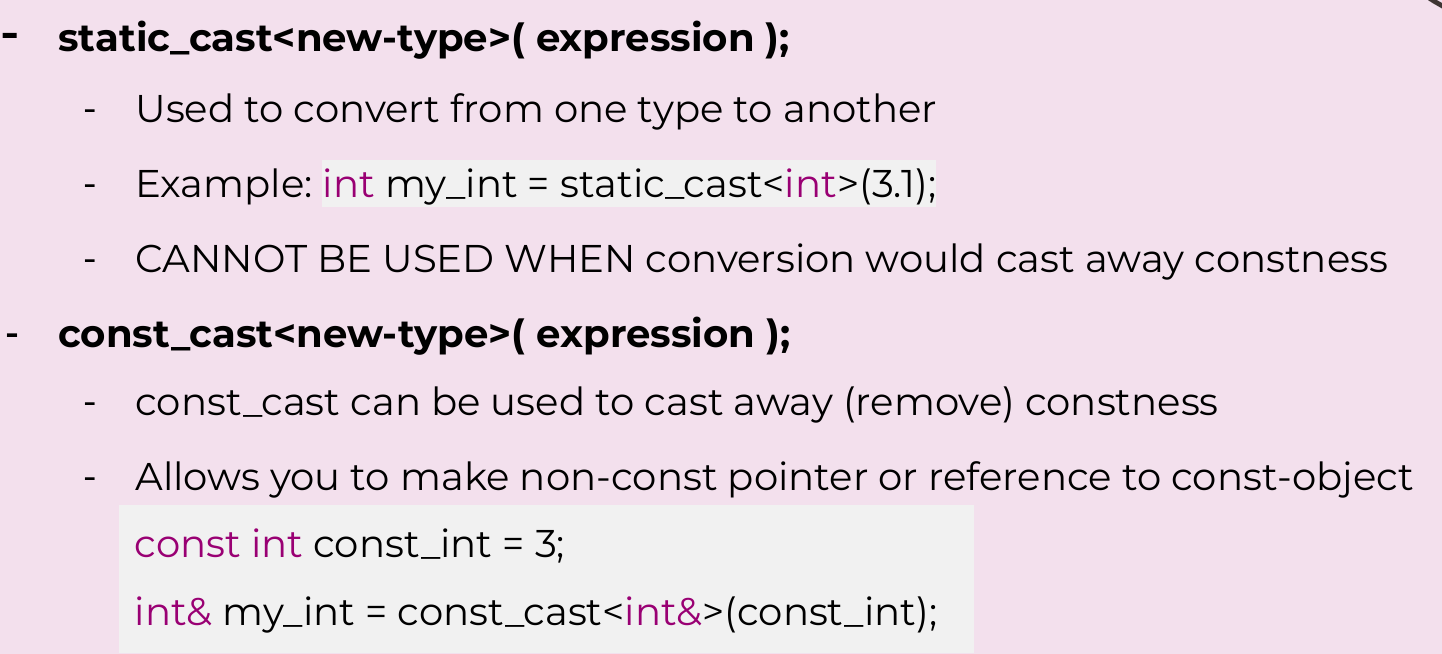 - static_cast<new-type>( expression );
- Used to convert from one type to another
- Example: int my_int = static_cast<int>(3.1);
- CANNOT BE USED WHEN conversion would cast away constness
- const_cast<new-type>( expression );
- const_cast can be used to cast away (remove) constness
- Allows you to make non-const pointer or reference to const-object
const int const_int = 3;
int& my_int = const_cast<int&>(const_int);